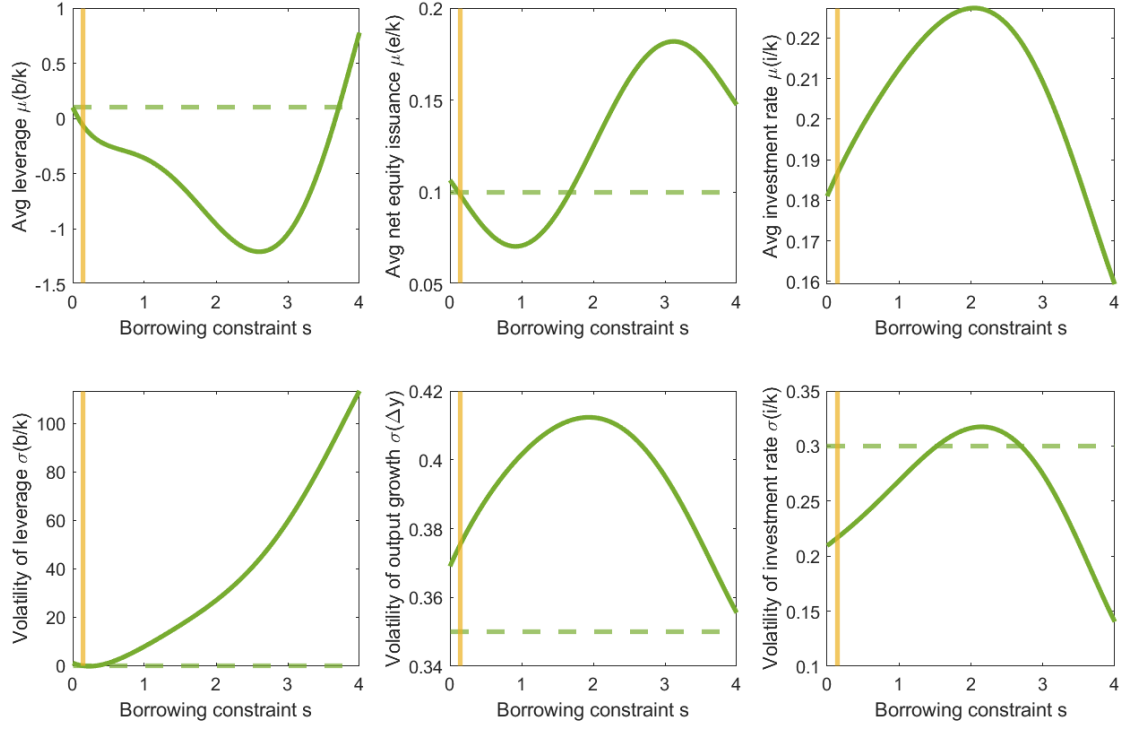 Avg leverage μ(b/k)
1
0.5
0
-0.5
-1
-1.5
0 1 2 3 4
Borrowing constraint s
Avg net equity issuance μ(e/k)
0.2
0.15
0.1
0.05
0 1 2 3 4
Borrowing constraint s
Avg investment rate μ(i/k)
0.22
0.21
0.2
0.19
0.18
0.17
0.16
0 1 2 3 4
Borrowing constraint s
Volatility of leverage σ(b/k)
100
80
60
40
20
0
0 1 2 3 4
Borrowing constraint s
Volatility of output growth σ(Δy)
0.42
0.4
0.38
0.36
0.34
0 1 2 3 4
Borrowing constraint s
Volatility of investment rate σ(i/k)
0.35
0.3
0.25
0.2
0.15
0.1
0 1 2 3 4
Borrowing constraint s